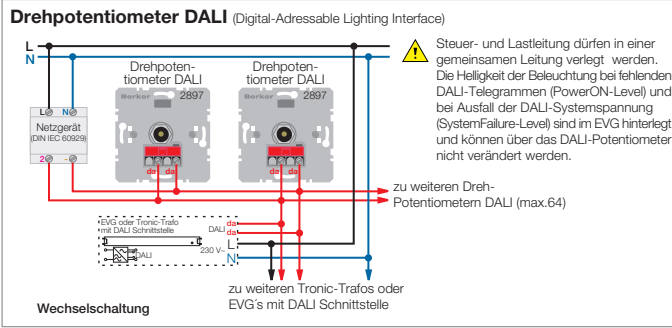 Drehpotentiometer DALI (Digital-Adressable Lighting Interface)
L
N
Drehpoten-
tiometer DALI
Drehpoten-
tiometer DALI
Steuer- und Lastleitung dürfen in einer
gemeinsamen Leitung verlegt werden.
Die Helligkeit der Beleuchtung bei fehlenden
DALI-Telegrammen (PowerON-Level) und
bei Ausfall der DALI-Systemspannung
(SystemFailure-Level) sind im EVG hinterlegt
und können über das DALI-Potentiometer
nicht verändert werden.
Berker 2897
Berker 2897
L N
Netzgerät
(DIN IEC 60929)
2 -
da da
da da
zu weiteren Dreh-
Potentiometern DALI (max.64)
EVG oder Tronic-Trafo
mit DALI Schnittstelle
DALI
da
da
DALI
230 V~
L
N
zu weiteren Tronic-Trafos oder
EVG´s mit DALI Schnittstelle
Wechselschaltung